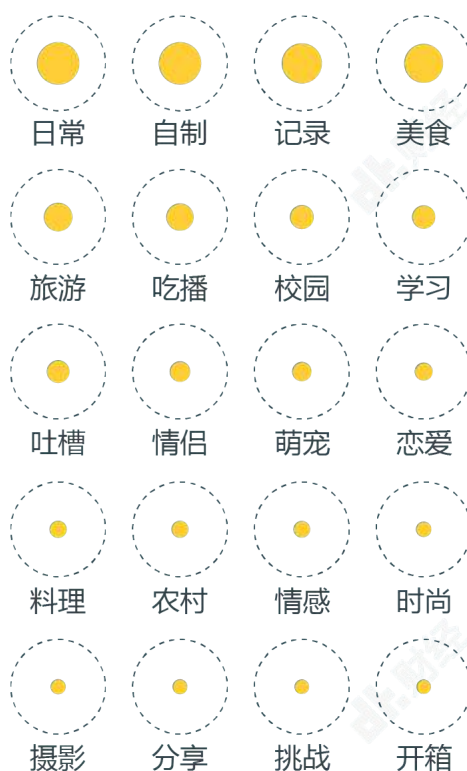 日常 自制 记录 美食
旅游 吃播 校园 学习
吐槽 情侣 萌宠 恋爱
料理 农村 情感 时尚
摄影 分享 挑战 开箱